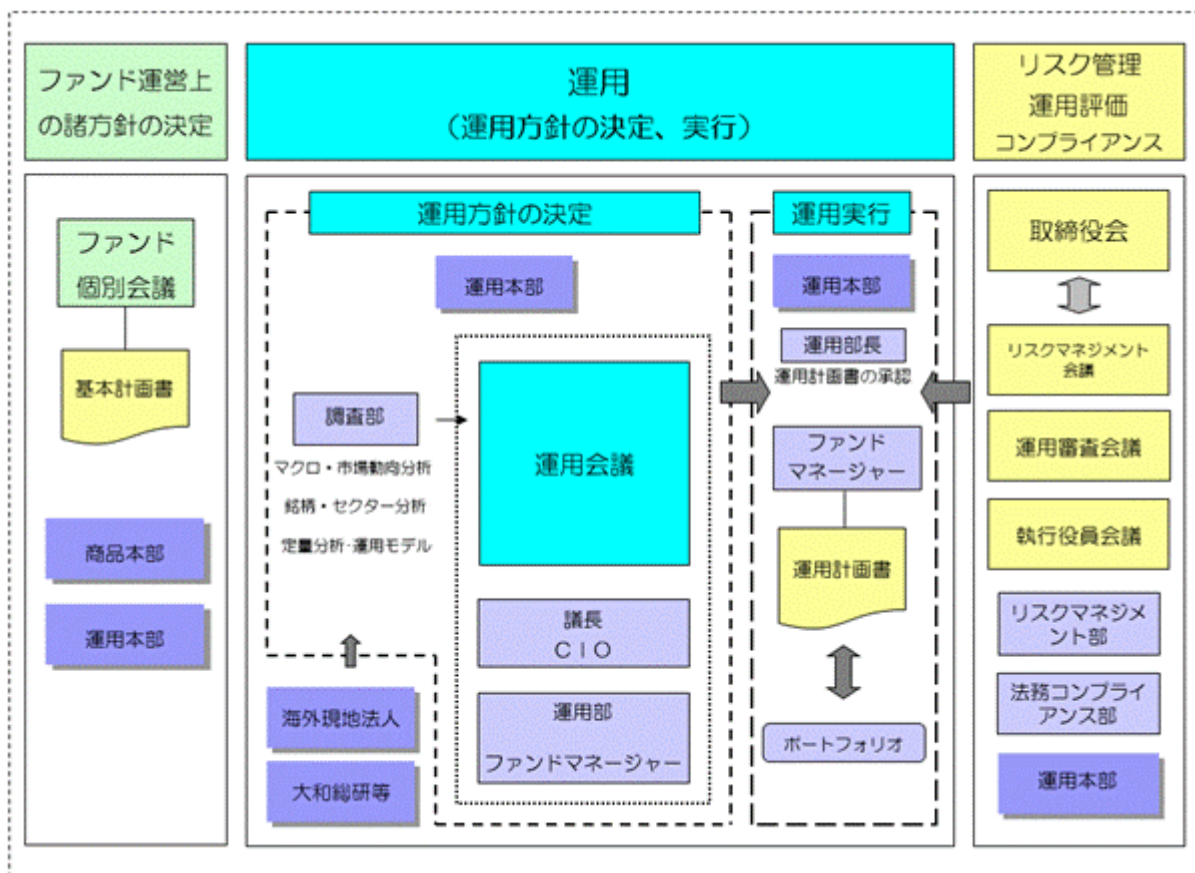 ファンド運営上
の諸方針の決定
ファンド
個別会議
基本計画書
商品本部
運用本部
運用
（運用方針の決定、実行）
運用方針の決定
運用本部
調査部
マクロ・市場動向分析
銘柄・セクター分析
定量分析･運用モデル
海外現地法人
大和総研等
運用会議
議長
ＣＩＯ
運用部
ファンドマネージャー
運用実行
運用本部
運用部長
運用計画書の承認
ファンド
マネージャー
運用計画書
ポートフォリオ
リスク管理
運用評価
コンプライアンス
取締役会
リスクマネジメント
会議
運用審査会議
執行役員会議
リスクマネジメ
ント部
法務コンプライ
アンス部
運用本部